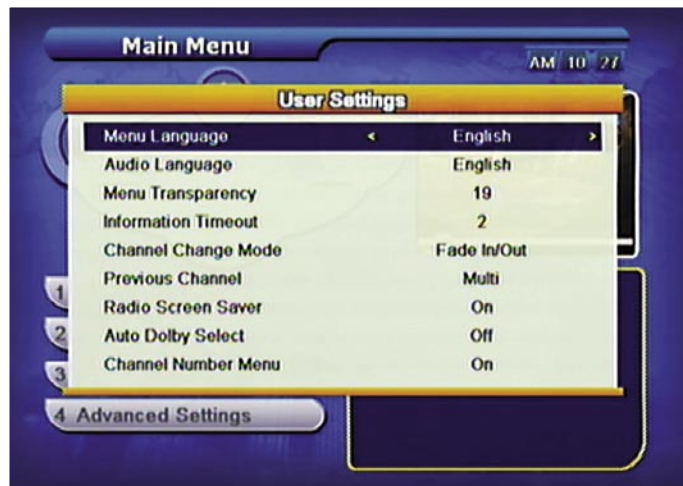 Main Menu
AM 10 27
User Settings
Menu Language < English >
Audio Language English
Menu Transparency 19
Information Timeout 2
Channel Change Mode Fade In/Out
Previous Channel Multi
Radio Screen Saver On
Auto Dolby Select Off
Channel Number Menu On
1
2
3
4 Advanced Settings